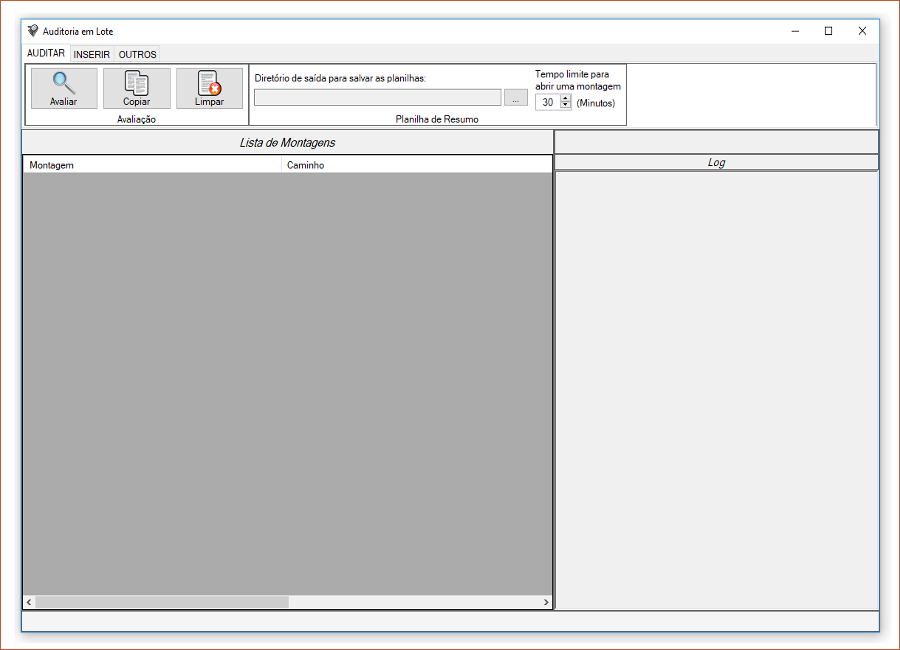 Auditoria em Lote
AUDITAR INSERIR OUTROS
Avaliar Copiar Limpar
Avaliação
Diretório de saída para salvar as planilhas:
...
Tempo limite para
abrir uma montagem
30 (Minutos)
Planilha de Resumo
Lista de Montagens
Montagem Caminho
Log